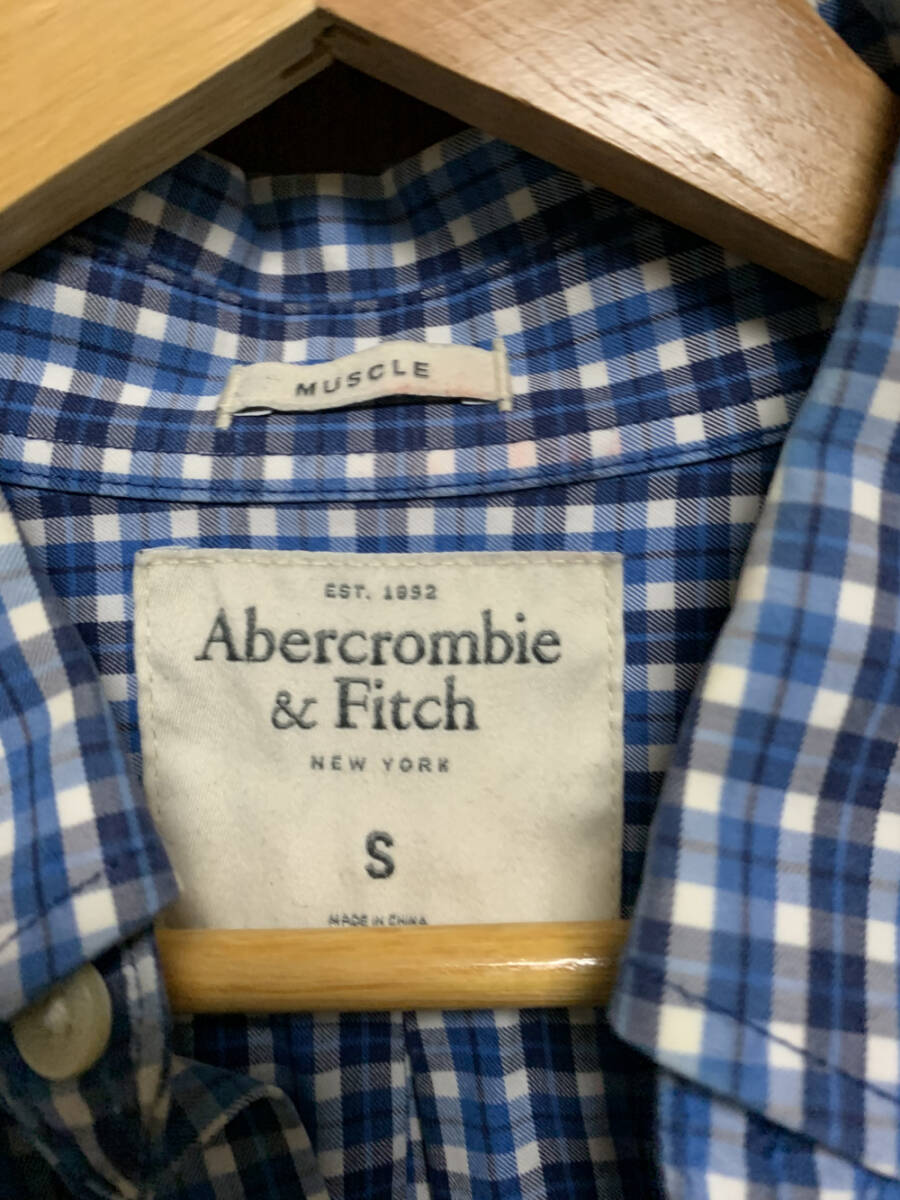 MUSCLE
EST. 1892
Abercrombie
& Fitch
NEW YORK
S
MADE IN CHINA